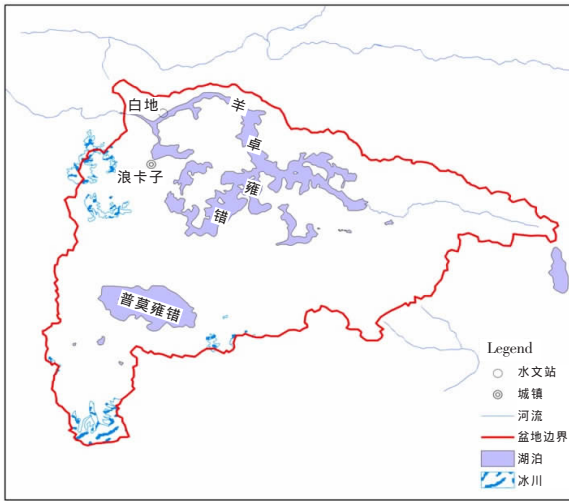 白地
羊
卓
雍
错
浪卡子
普莫雍错
Legend
水文站
城镇
河流
盆地边界
湖泊
冰川